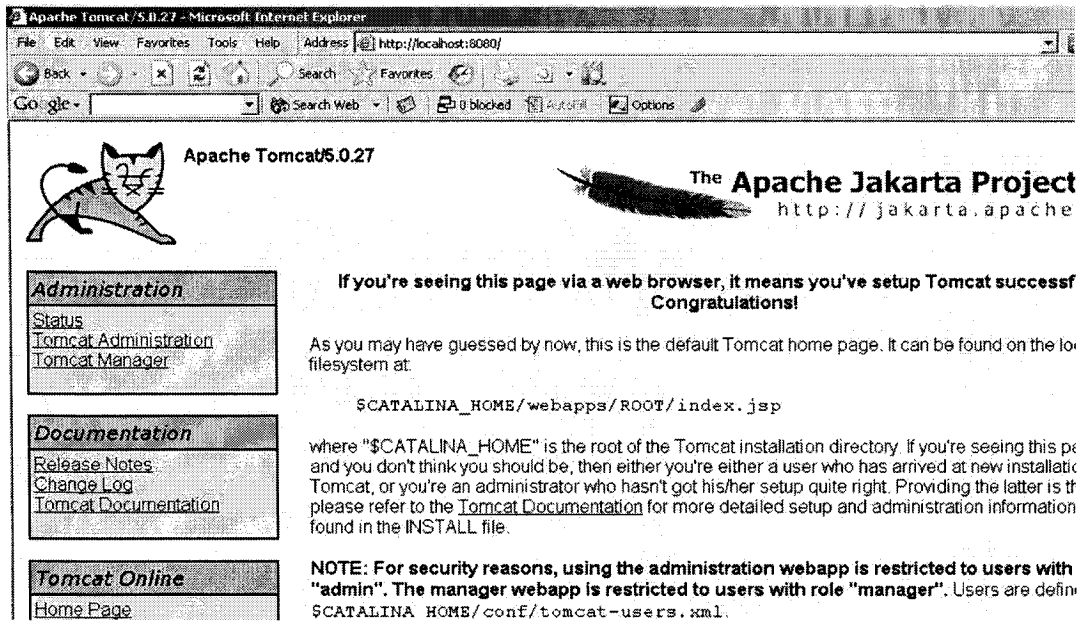 Apache Tomcat/5.0.27 - Microsoft Internet Explorer
File Edit View Favorites Tools Help Address http://localhost:8080/
Back Search Favorites
Google Search Web 0 blocked AutoFill Options
Apache Tomcat/5.0.27
The Apache Jakarta Project
http://jakarta.apache
Administration
Status
Tomcat Administration
Tomcat Manager
Documentation
Release Notes
Change Log
Tomcat Documentation
Tomcat Online
Home Page
If you're seeing this page via a web browser, it means you've setup Tomcat successf
Congratulations!
As you may have guessed by now, this is the default Tomcat home page. It can be found on the lo
filesystem at:
$CATALINA_HOME/webapps/ROOT/index.jsp
where "$CATALINA_HOME" is the root of the Tomcat installation directory. If you're seeing this pa
and you don't think you should be, then either you're either a user who has arrived at new installatio
Tomcat, or you're an administrator who hasn't got his/her setup quite right. Providing the latter is th
please refer to the Tomcat Documentation for more detailed setup and administration information
found in the INSTALL file.
NOTE: For security reasons, using the administration webapp is restricted to users with
"admin". The manager webapp is restricted to users with role "manager". Users are define
$CATALINA_HOME/conf/tomcat-users.xml.